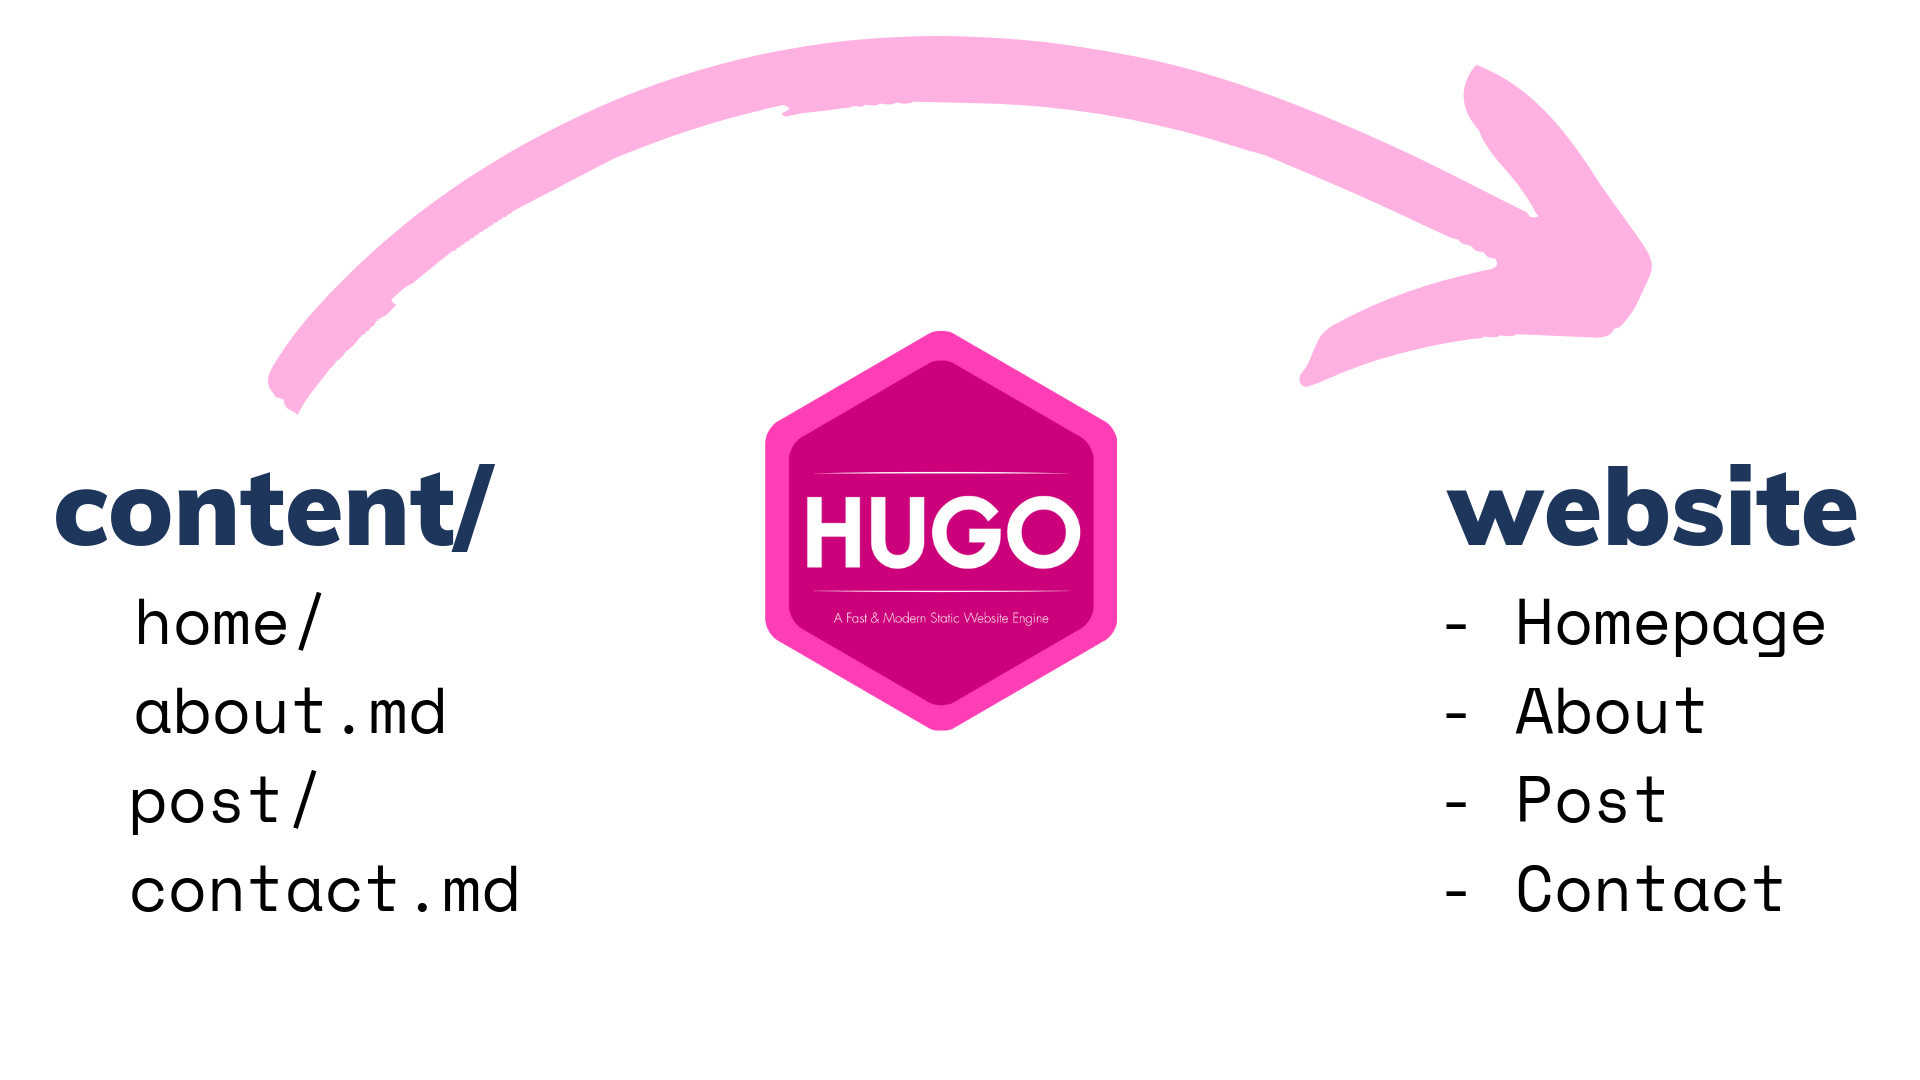 content/
home/
about.md
post/
contact.md
HUGO
A Fast & Modern Static Website Engine
website
- Homepage
- About
- Post
- Contact